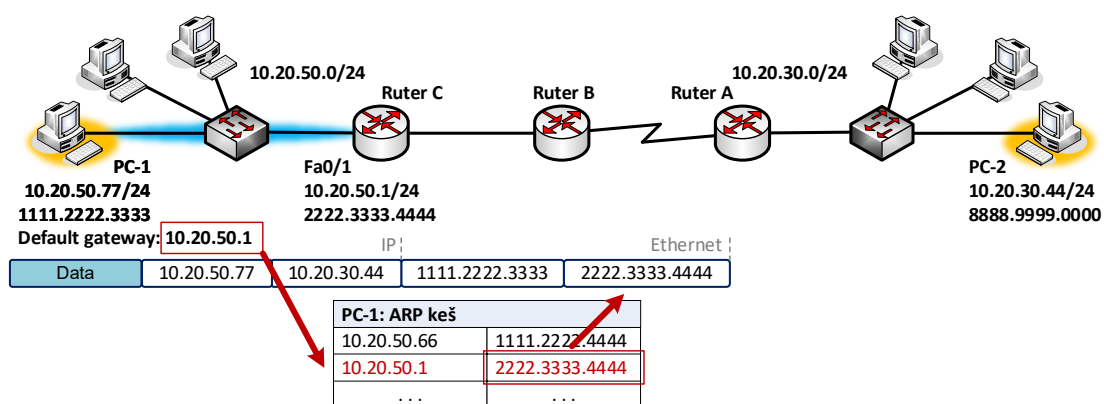 10.20.50.0/24
10.20.30.0/24
Ruter C
Ruter B
Ruter A
PC-1
10.20.50.77/24
1111.2222.3333
Default gateway: 10.20.50.1
Fa0/1
10.20.50.1/24
2222.3333.4444
PC-2
10.20.30.44/24
8888.9999.0000
IP
Ethernet
Data 10.20.50.77 10.20.30.44 1111.2222.3333 2222.3333.4444
PC-1: ARP keš
10.20.50.66 1111.2222.4444
10.20.50.1 2222.3333.4444
. . . . . .